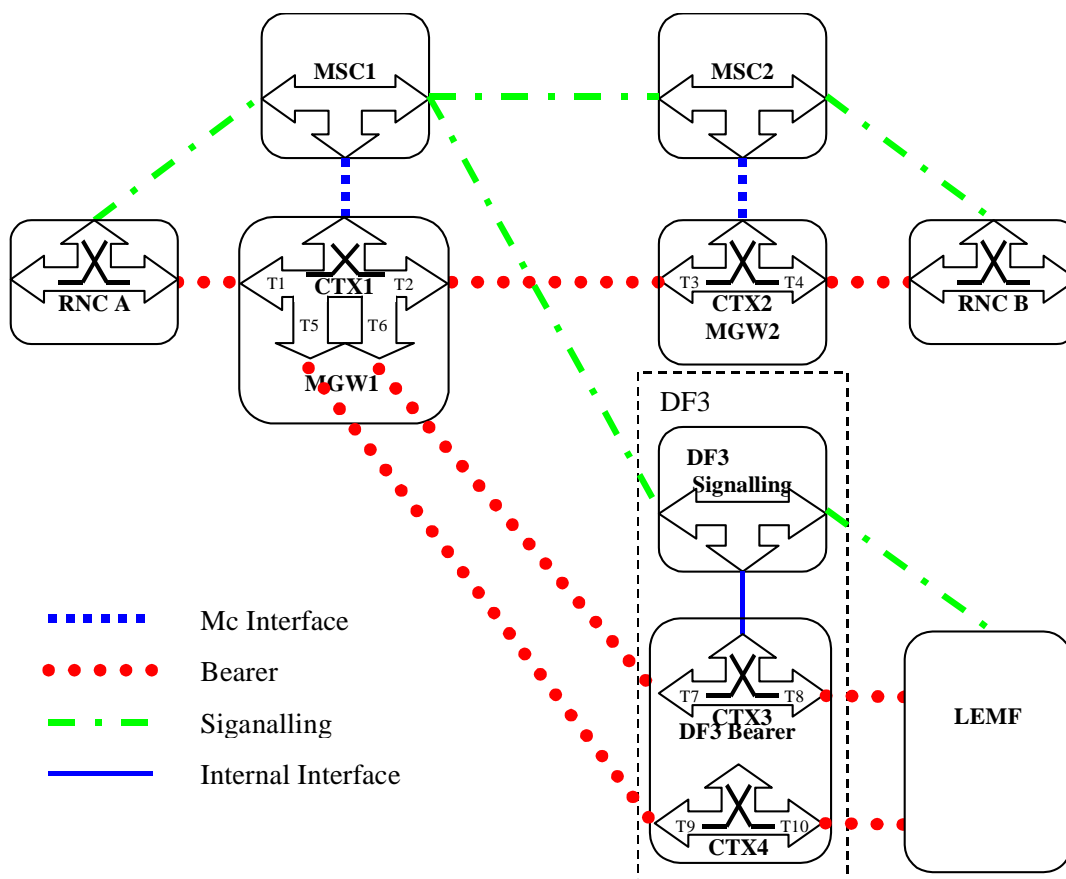 MSC1
MSC2
RNC A
T1
CTX1
T2
T5
T6
MGW1
T3
CTX2
T4
MGW2
RNC B
DF3
DF3
Signalling
T7
CTX3
T8
DF3 Bearer
T9
CTX4
T10
LEMF
Mc Interface
Bearer
Siganalling
Internal Interface